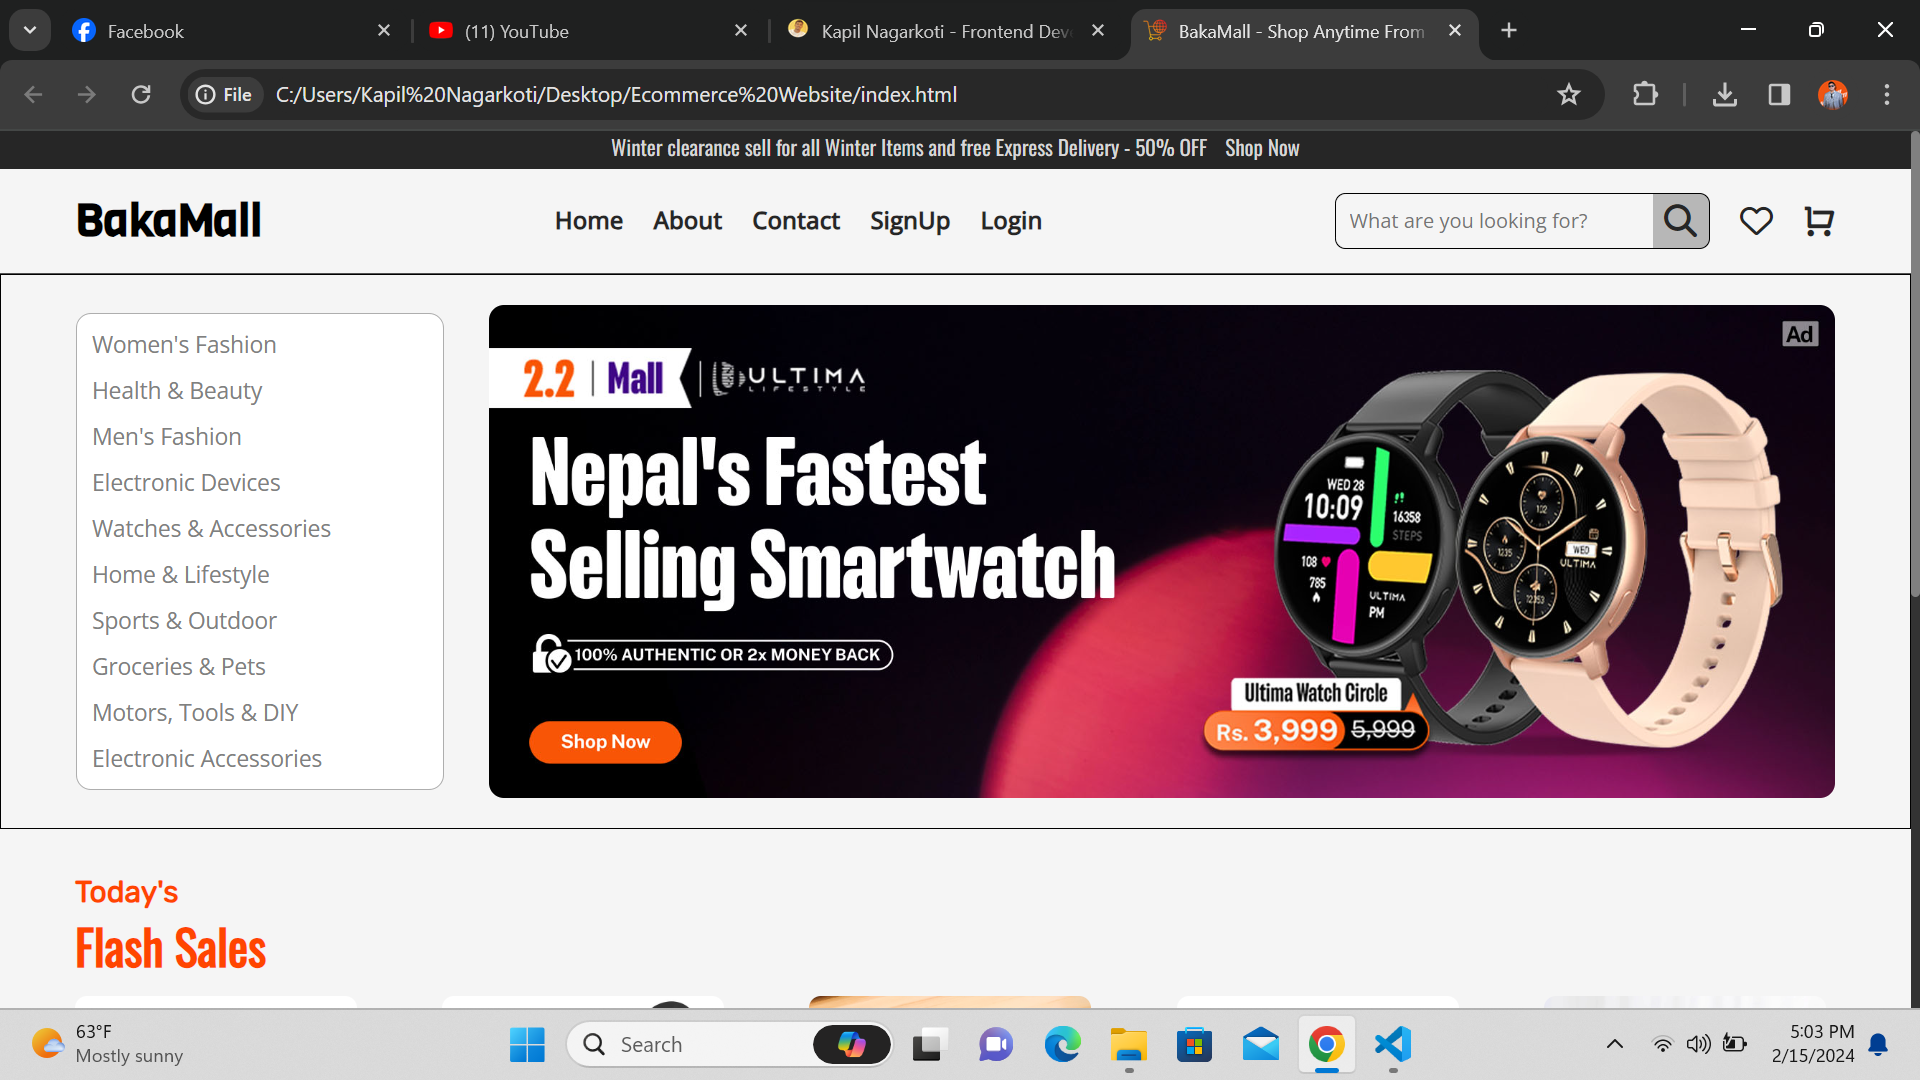 Facebook
(11) YouTube
Kapil Nagarkoti - Frontend Dev
BakaMall - Shop Anytime From
File
C:/Users/Kapil%20Nagarkoti/Desktop/Ecommerce%20Website/index.html
Winter clearance sell for all Winter Items and free Express Delivery - 50% OFF Shop Now
BakaMall
Home About Contact SignUp Login
What are you looking for?
Women's Fashion
Health & Beauty
Men's Fashion
Electronic Devices
Watches & Accessories
Home & Lifestyle
Sports & Outdoor
Groceries & Pets
Motors, Tools & DIY
Electronic Accessories
Ad
2.2 | Mall
ULTIMA
LIFESTYLE
Nepal's Fastest
Selling Smartwatch
100% AUTHENTIC OR 2x MONEY BACK
Shop Now
WED 28
10:09
16358
STEPS
108
785
ULTIMA
PM
102
1235
WED
ULTIMA
12353
Ultima Watch Circle
Rs. 3,999 5,999
Today's
Flash Sales
63°F
Mostly sunny
Search
5:03 PM
2/15/2024